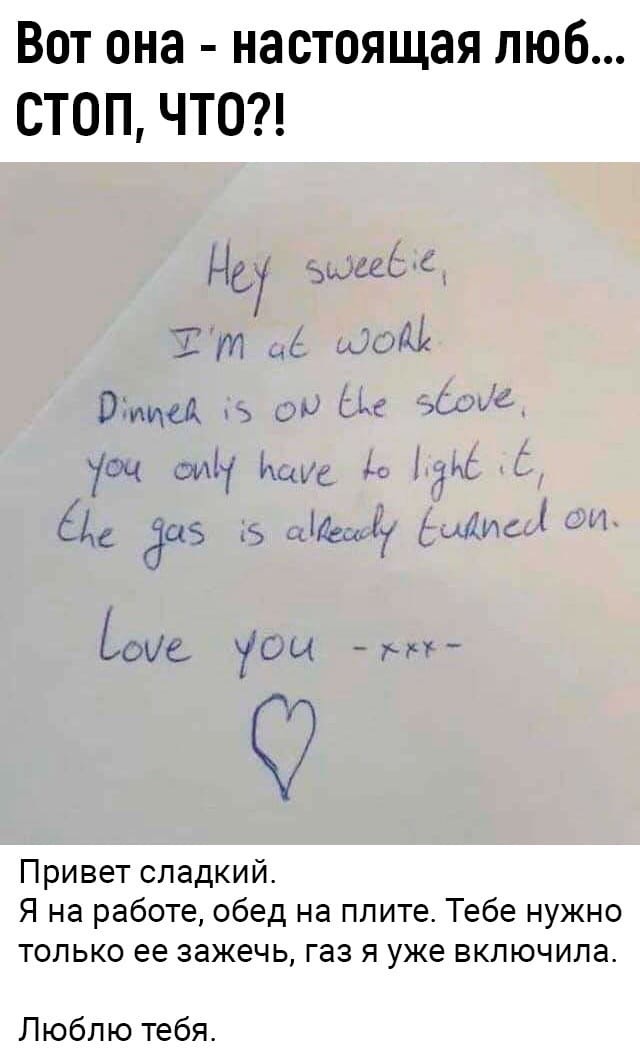 Вот она - настоящая люб...
СТОП, ЧТО?!
Hey sweetie,
I'm at work
Dinner is on the stove,
you only have to light it,
the gas is already turned on.
Love you -xxx-
Привет сладкий.
Я на работе, обед на плите. Тебе нужно
только ее зажечь, газ я уже включила.
Люблю тебя.